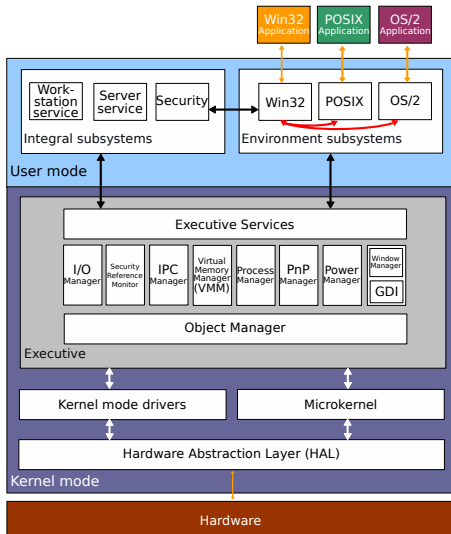 Win32
Application
POSIX
Application
OS/2
Application
Work-
station
service
Server
service
Security
Integral subsystems
Win32
POSIX
OS/2
Environment subsystems
User mode
Executive Services
I/O
Manager
Security
Reference
Monitor
IPC
Manager
Virtual
Memory
Manager
(VMM)
Process
Manager
PnP
Manager
Power
Manager
Window
Manager
GDI
Object Manager
Executive
Kernel mode drivers
Microkernel
Hardware Abstraction Layer (HAL)
Kernel mode
Hardware